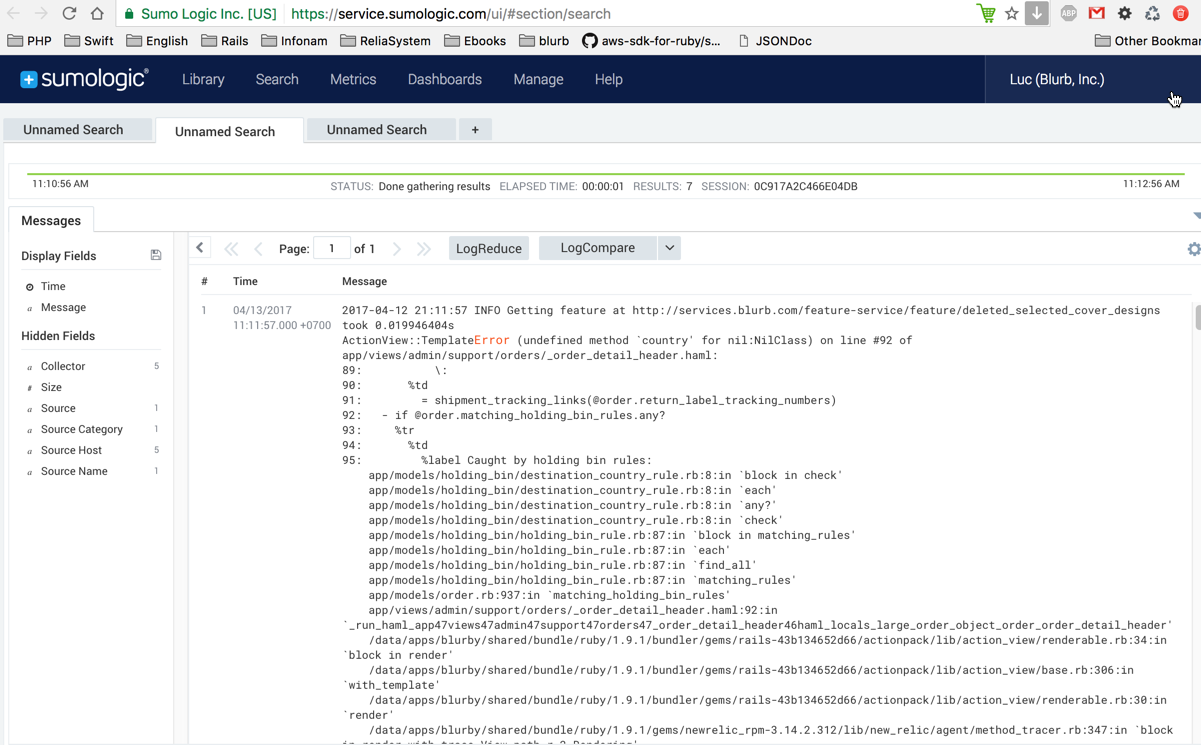 Sumo Logic Inc. [US] https://service.sumologic.com/ui/#section/search ABP
PHP Swift English Rails Infonam ReliaSystem Ebooks blurb aws-sdk-for-ruby/s... JSONDoc Other Bookmar
sumologic® Library Search Metrics Dashboards Manage Help Luc (Blurb, Inc.)
Unnamed Search Unnamed Search Unnamed Search +
11:10:56 AM STATUS: Done gathering results ELAPSED TIME: 00:00:01 RESULTS: 7 SESSION: 0C917A2C466E04DB 11:12:56 AM
Messages
Display Fields
Time
a Message
Hidden Fields
a Collector 5
# Size
a Source 1
a Source Category 1
a Source Host 5
a Source Name 1
Page: 1 of 1 LogReduce LogCompare
# Time Message
1 04/13/2017 11:11:57.000 +0700
2017-04-12 21:11:57 INFO Getting feature at http://services.blurb.com/feature-service/feature/deleted_selected_cover_designs
took 0.019946404s
ActionView::TemplateError (undefined method `country' for nil:NilClass) on line #92 of
app/views/admin/support/orders/_order_detail_header.haml:
89: \:
90: %td
91: = shipment_tracking_links(@order.return_label_tracking_numbers)
92: - if @order.matching_holding_bin_rules.any?
93: %tr
94: %td
95: %label Caught by holding bin rules:
app/models/holding_bin/destination_country_rule.rb:8:in `block in check'
app/models/holding_bin/destination_country_rule.rb:8:in `each'
app/models/holding_bin/destination_country_rule.rb:8:in `any?'
app/models/holding_bin/destination_country_rule.rb:8:in `check'
app/models/holding_bin/holding_bin_rule.rb:87:in `block in matching_rules'
app/models/holding_bin/holding_bin_rule.rb:87:in `each'
app/models/holding_bin/holding_bin_rule.rb:87:in `find_all'
app/models/holding_bin/holding_bin_rule.rb:87:in `matching_rules'
app/models/order.rb:937:in `matching_holding_bin_rules'
app/views/admin/support/orders/_order_detail_header.haml:92:in
`_run_haml_app47views47admin47support47orders47_order_detail_header46haml_locals_large_order_object_order_order_detail_header'
/data/apps/blurby/shared/bundle/ruby/1.9.1/bundler/gems/rails-43b134652d66/actionpack/lib/action_view/renderable.rb:34:in
`block in render'
/data/apps/blurby/shared/bundle/ruby/1.9.1/bundler/gems/rails-43b134652d66/actionpack/lib/action_view/base.rb:306:in
`with_template'
/data/apps/blurby/shared/bundle/ruby/1.9.1/bundler/gems/rails-43b134652d66/actionpack/lib/action_view/renderable.rb:30:in
`render'
/data/apps/blurby/shared/bundle/ruby/1.9.1/gems/newrelic_rpm-3.14.2.312/lib/new_relic/agent/method_tracer.rb:347:in `block